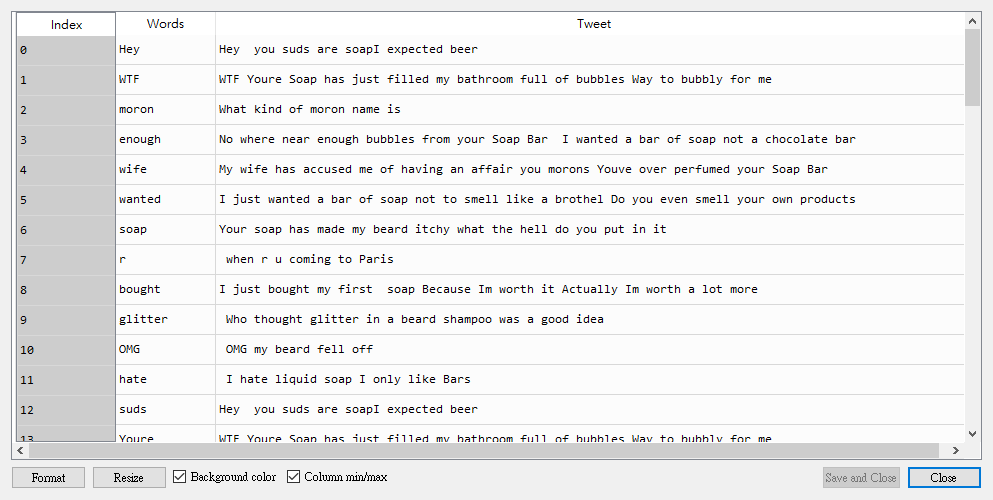 Index Words Tweet
0 Hey Hey  you suds are soapI expected beer
1 WTF WTF Youre Soap has just filled my bathroom full of bubbles Way to bubbly for me
2 moron What kind of moron name is
3 enough No where near enough bubbles from your Soap Bar  I wanted a bar of soap not a chocolate bar
4 wife My wife has accused me of having an affair you morons Youve over perfumed your Soap Bar
5 wanted I just wanted a bar of soap not to smell like a brothel Do you even smell your own products
6 soap Your soap has made my beard itchy what the hell do you put in it
7 r when r u coming to Paris
8 bought I just bought my first  soap Because Im worth it Actually Im worth a lot more
9 glitter Who thought glitter in a beard shampoo was a good idea
10 OMG OMG my beard fell off
11 hate I hate liquid soap I only like Bars
12 suds Hey  you suds are soapI expected beer
13 Youre WTF Youre Soap has just filled my bathroom full of bubbles Way to bubbly for me
Format Resize Background color Column min/max Save and Close Close